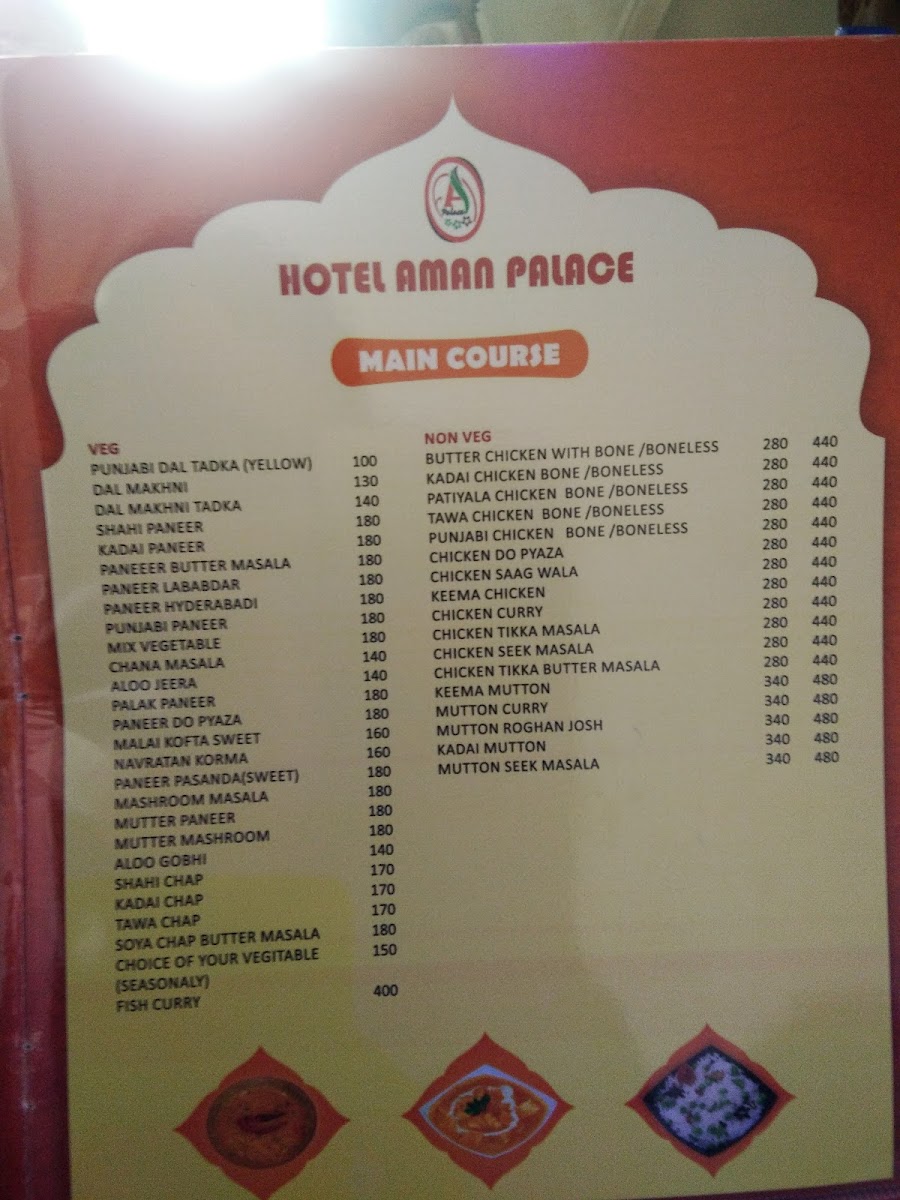 A
Palace
HOTEL AMAN PALACE
MAIN COURSE
VEG
PUNJABI DAL TADKA (YELLOW) 100
DAL MAKHNI 130
DAL MAKHNI TADKA 140
SHAHI PANEER 180
KADAI PANEER 180
PANEEER BUTTER MASALA 180
PANEER LABABDAR 180
PANEER HYDERABADI 180
PUNJABI PANEER 180
MIX VEGETABLE 180
CHANA MASALA 140
ALOO JEERA 140
PALAK PANEER 180
PANEER DO PYAZA 180
MALAI KOFTA SWEET 160
NAVRATAN KORMA 160
PANEER PASANDA(SWEET) 180
MASHROOM MASALA 180
MUTTER PANEER 180
MUTTER MASHROOM 180
ALOO GOBHI 140
SHAHI CHAP 170
KADAI CHAP 170
TAWA CHAP 170
SOYA CHAP BUTTER MASALA 180
CHOICE OF YOUR VEGITABLE 150
(SEASONALY)
FISH CURRY 400
NON VEG
BUTTER CHICKEN WITH BONE /BONELESS 280 440
KADAI CHICKEN BONE /BONELESS 280 440
PATIYALA CHICKEN BONE /BONELESS 280 440
TAWA CHICKEN BONE /BONELESS 280 440
PUNJABI CHICKEN BONE /BONELESS 280 440
CHICKEN DO PYAZA 280 440
CHICKEN SAAG WALA 280 440
KEEMA CHICKEN 280 440
CHICKEN CURRY 280 440
CHICKEN TIKKA MASALA 280 440
CHICKEN SEEK MASALA 280 440
CHICKEN TIKKA BUTTER MASALA 280 440
KEEMA MUTTON 340 480
MUTTON CURRY 340 480
MUTTON ROGHAN JOSH 340 480
KADAI MUTTON 340 480
MUTTON SEEK MASALA 340 480